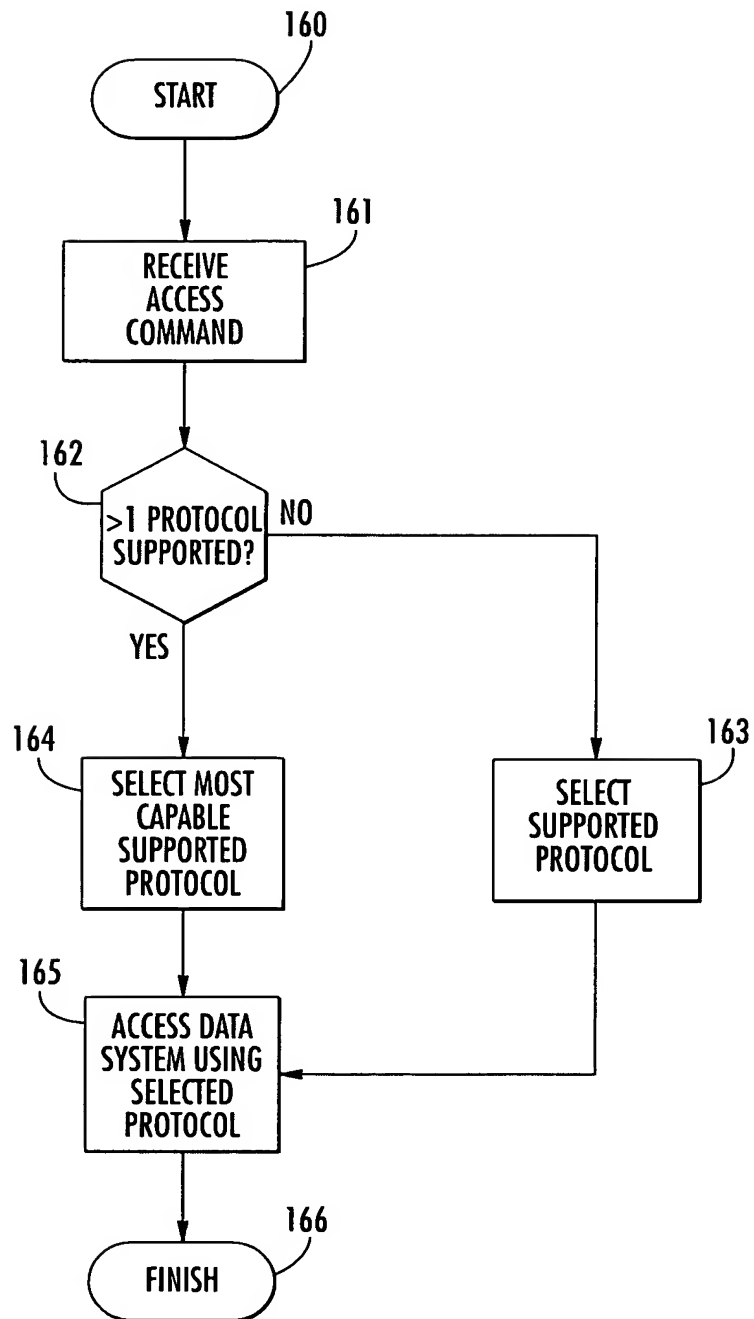 160
START
161
RECEIVE
ACCESS
COMMAND
162
>1 PROTOCOL
SUPPORTED?
NO
YES
164
SELECT MOST
CAPABLE
SUPPORTED
PROTOCOL
163
SELECT
SUPPORTED
PROTOCOL
165
ACCESS DATA
SYSTEM USING
SELECTED
PROTOCOL
166
FINISH